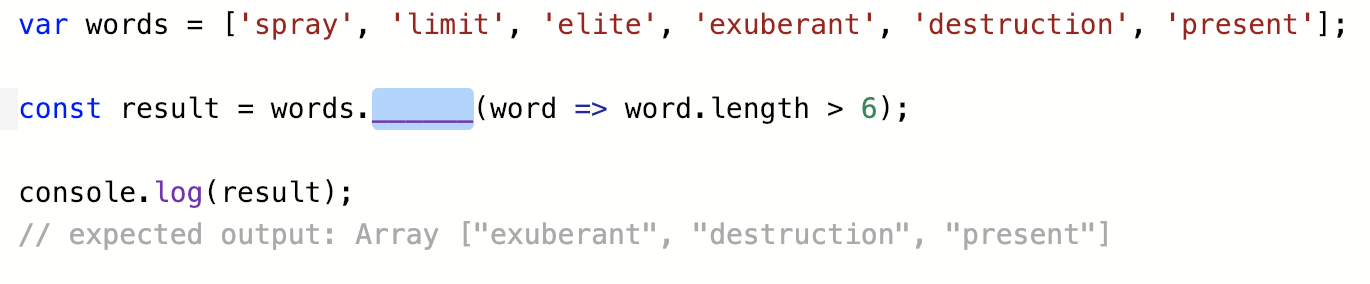 var words = ['spray', 'limit', 'elite', 'exuberant', 'destruction', 'present'];
const result = words.______(word => word.length > 6);
console.log(result);
// expected output: Array ["exuberant", "destruction", "present"]